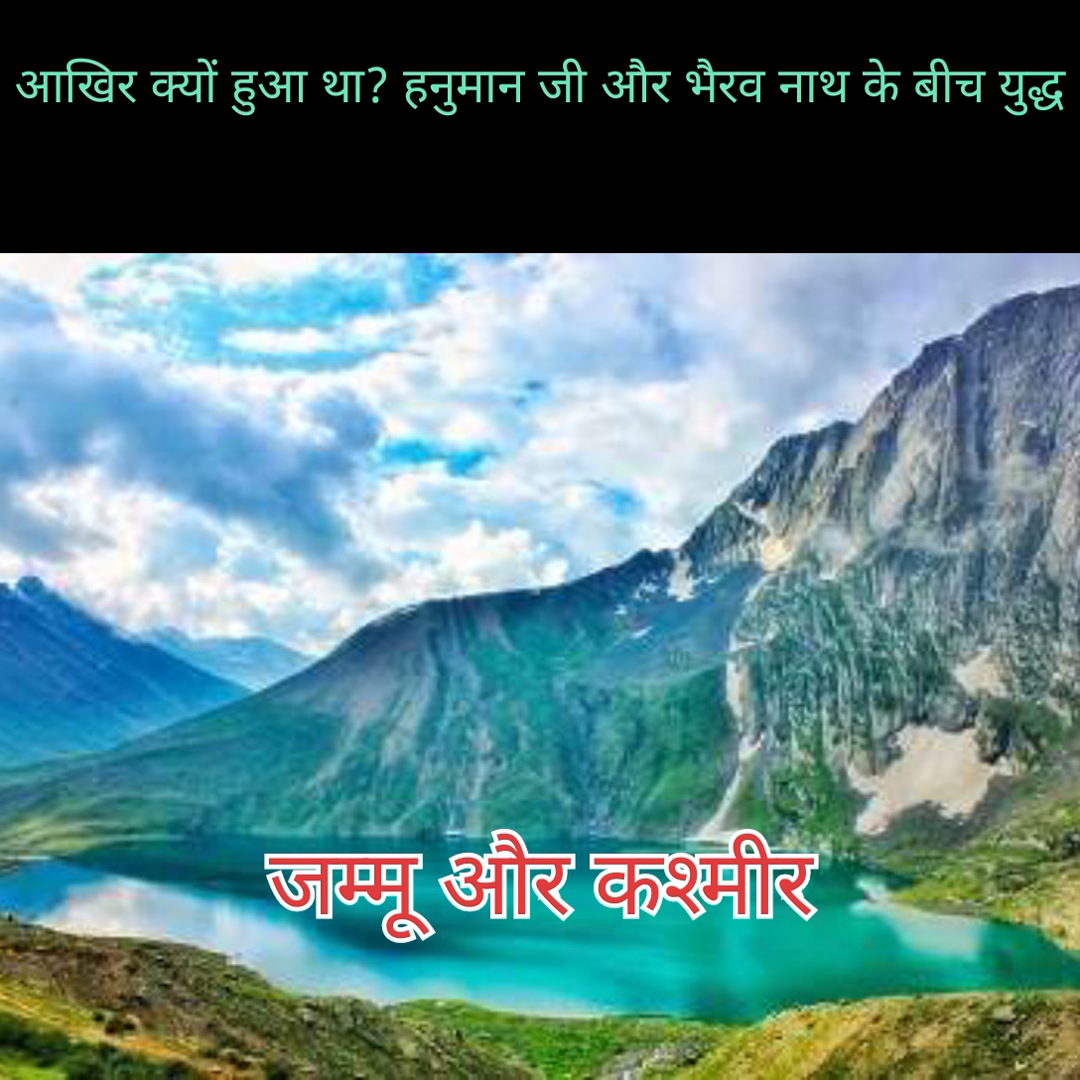 आखिर क्यों हुआ था? हनुमान जी और भैरव नाथ के बीच युद्ध
जम्मू और कश्मीर